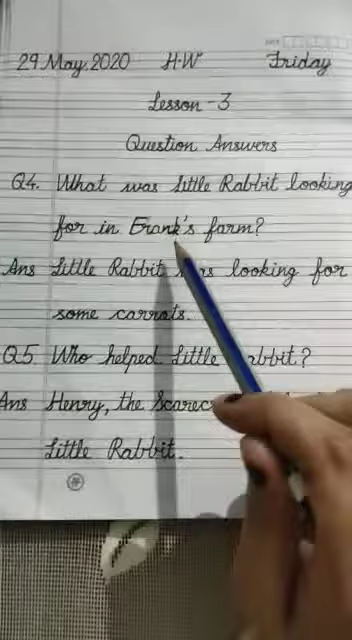 29 May 2020 H.W Friday
Lesson - 3
Question Answers
Q4. What was Little Rabbit looking
for in Frank's farm?
Ans Little Rabbit looking for
some carrots.
Q5. Who helped Little Rabbit?
Ans Henry, the
Little Rabbit.